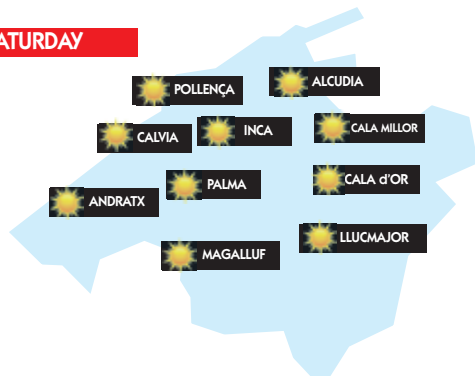 ATURDAY
POLLENÇA
ALCUDIA
CALVIA
INCA
CALA MILLOR
PALMA
CALA d'OR
ANDRATX
LLUCMAJOR
MAGALLUF